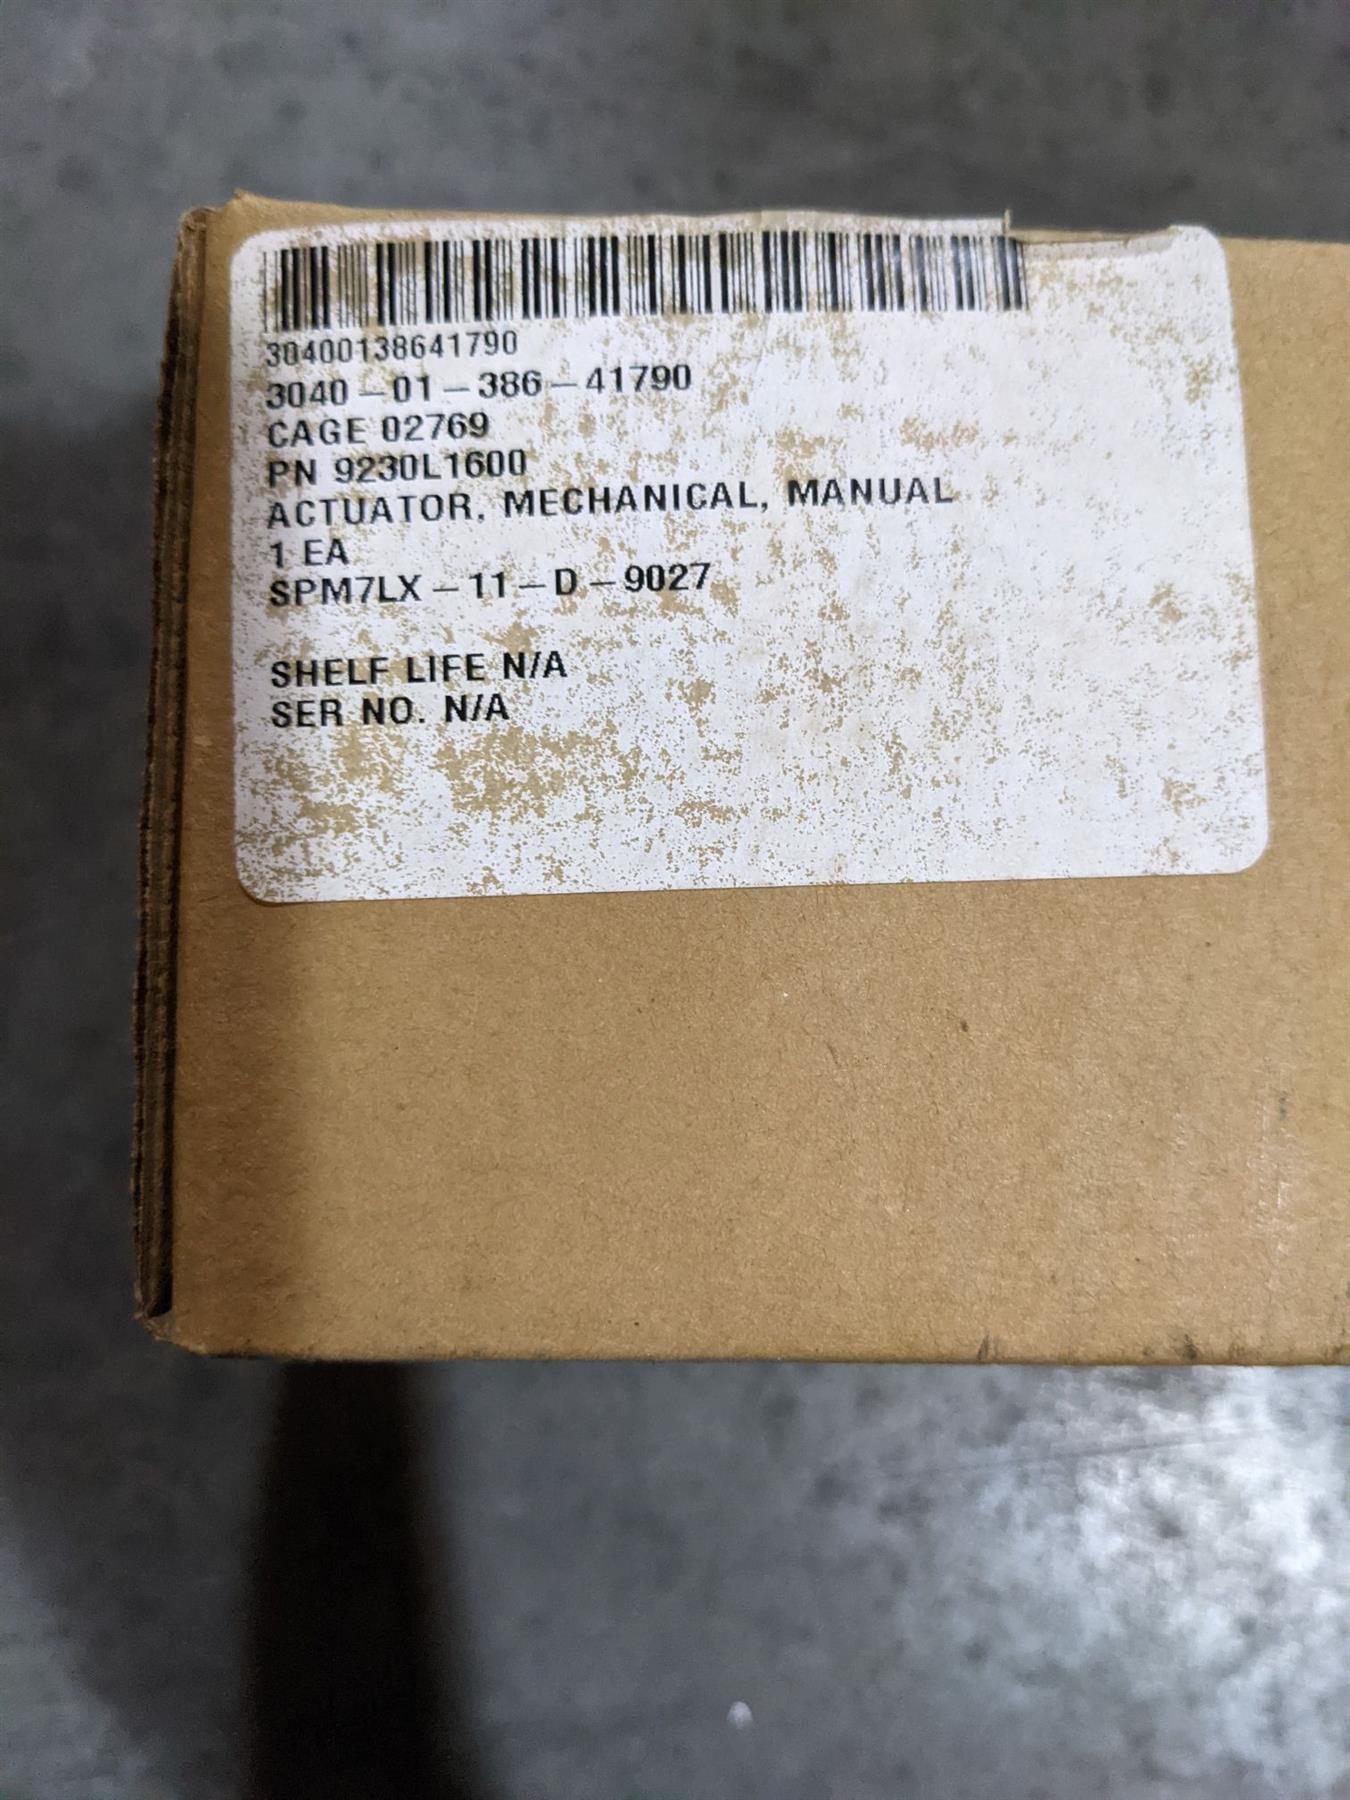 30400138641790
3040-01-386-41790
CAGE 02769
PN 9230L1600
ACTUATOR, MECHANICAL, MANUAL
1 EA
SPM7LX-11-D-9027
SHELF LIFE N/A
SER NO. N/A